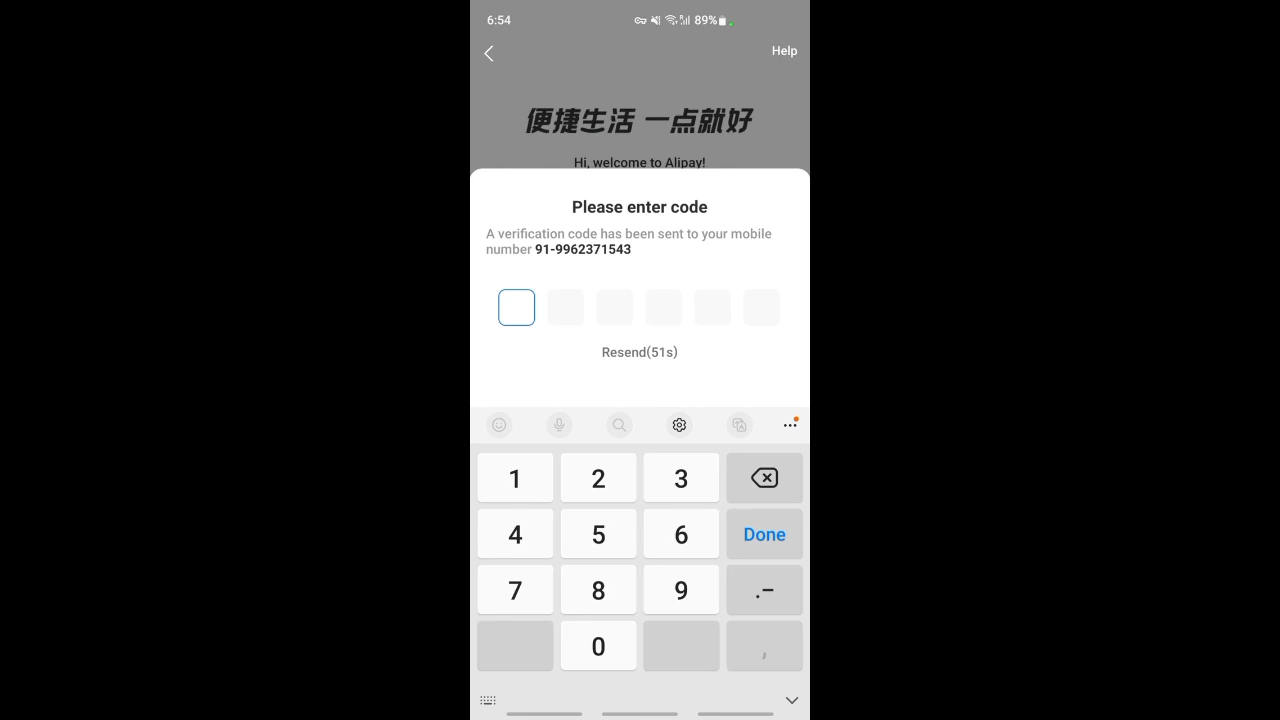 6:54
89%
Help
便捷生活 一点就好
Hi, welcome to Alipay!
Please enter code
A verification code has been sent to your mobile
number 91-9962371543
Resend(51s)
1 2 3
4 5 6 Done
7 8 9 .-
0 ,